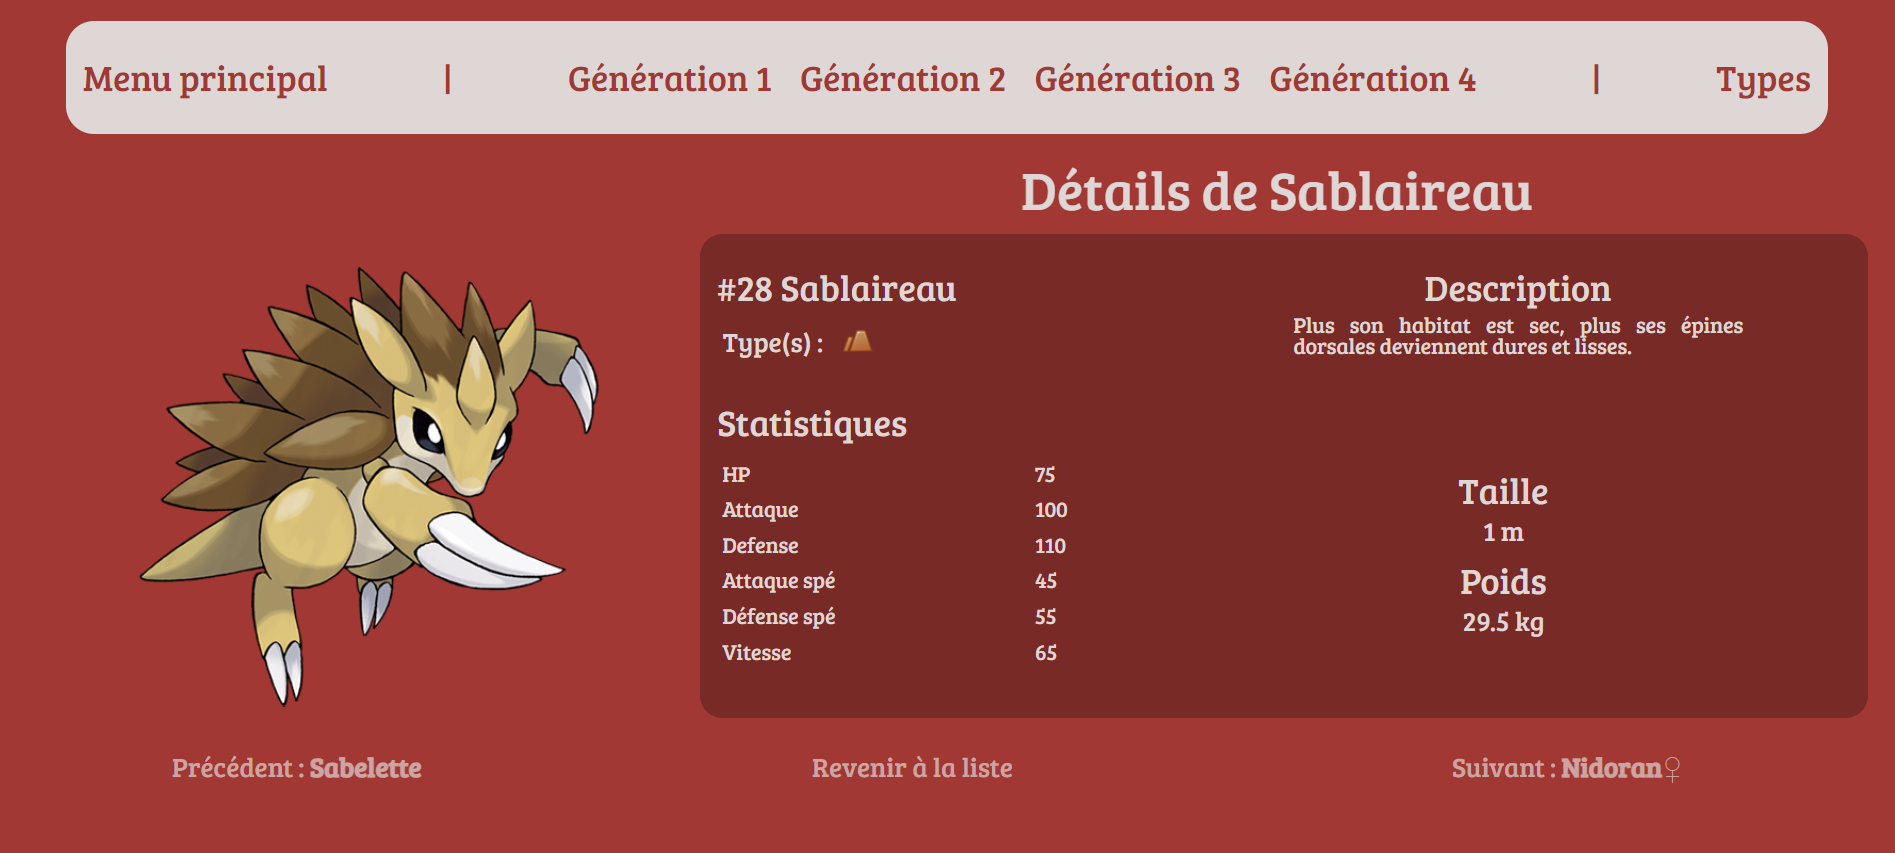 Menu principal | Génération 1 Génération 2 Génération 3 Génération 4 | Types
Détails de Sablaireau
#28 Sablaireau
Type(s) :
Statistiques
HP 75
Attaque 100
Defense 110
Attaque spé 45
Défense spé 55
Vitesse 65
Description
Plus son habitat est sec, plus ses épines
dorsales deviennent dures et lisses.
Taille
1 m
Poids
29.5 kg
Précédent : Sabelette
Revenir à la liste
Suivant : Nidoran♀